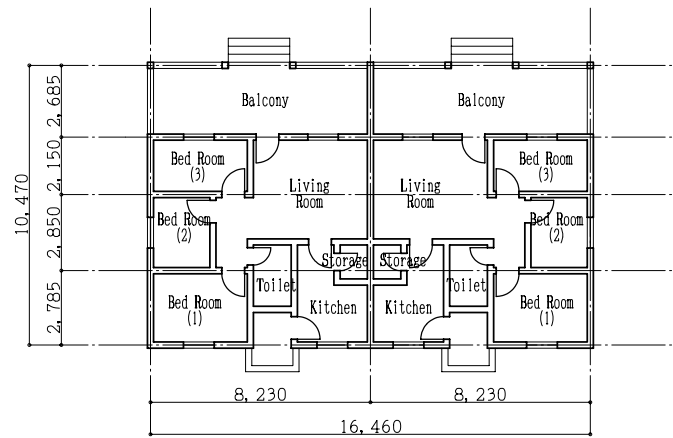 Balcony
Balcony
2,685
Bed Room
(3)
Bed Room
(3)
2,150
Living
Room
Living
Room
10,470
Bed Room
(2)
Bed Room
(2)
2,850
Storage
Storage
Toilet
Toilet
Bed Room
(1)
Kitchen
Kitchen
Bed Room
(1)
2,785
8,230
8,230
16,460